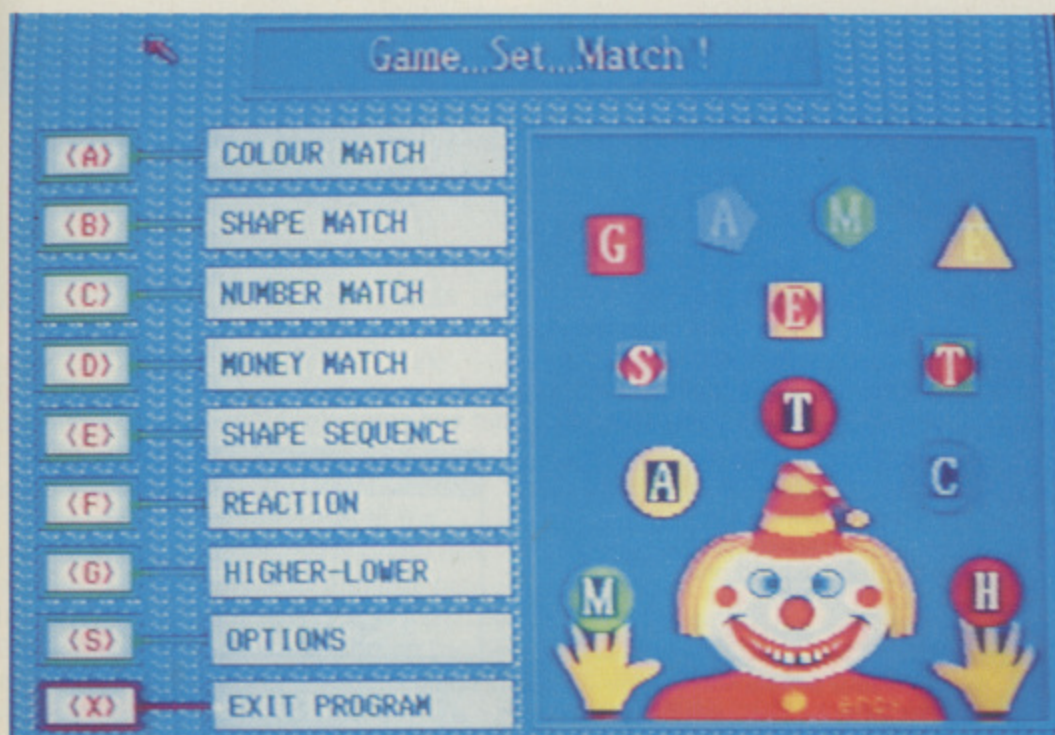 Game...Set...Match !
<A> COLOUR MATCH
<B> SHAPE MATCH
<C> NUMBER MATCH
<D> MONEY MATCH
<E> SHAPE SEQUENCE
<F> REACTION
<G> HIGHER-LOWER
<S> OPTIONS
<X> EXIT PROGRAM
G A M E
S E T
M A T C H